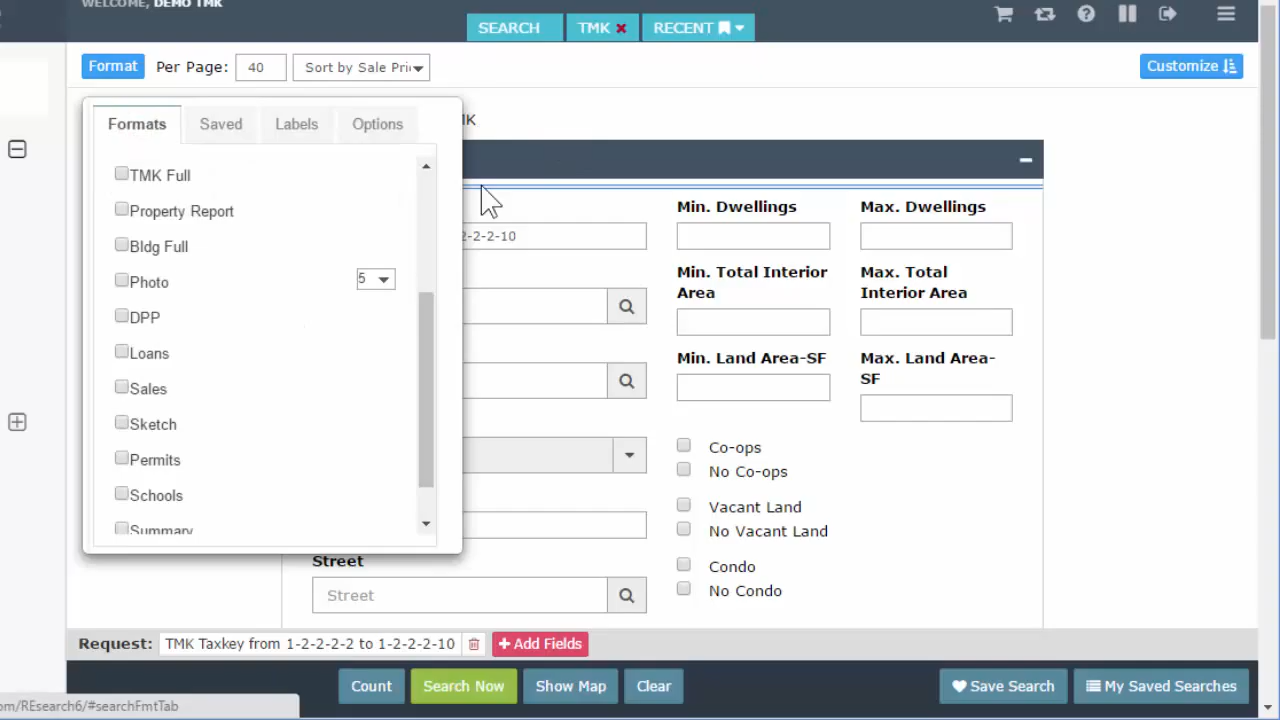 WELCOME, DEMO TMK
SEARCH TMK RECENT
Format Per Page: 40 Sort by Sale Pri Customize
Formats Saved Labels Options
TMK Full
Property Report
Bldg Full
Photo 5
DPP
Loans
Sales
Sketch
Permits
Schools
Summary
Min. Dwellings Max. Dwellings
2-2-2-10
Min. Total Interior Area
Max. Total Interior Area
Min. Land Area-SF
Max. Land Area-SF
Co-ops
No Co-ops
Vacant Land
No Vacant Land
Condo
No Condo
Street
Street
Request: TMK Taxkey from 1-2-2-2-2 to 1-2-2-2-10 Add Fields
Count Search Now Show Map Clear Save Search My Saved Searches
om/REsearch6/#searchFmtTab